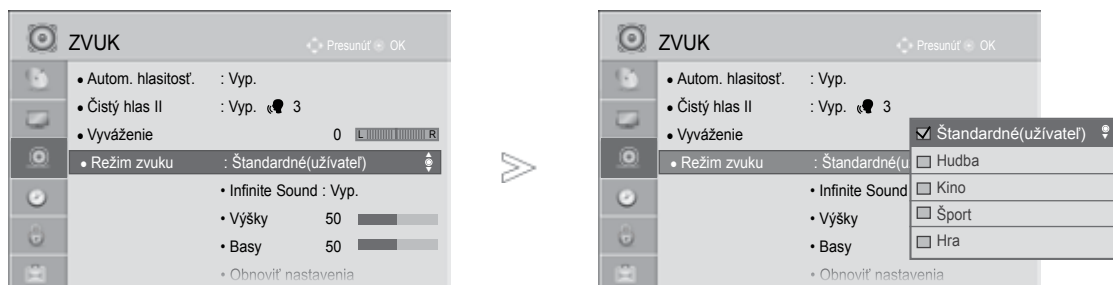 ZVUK
Presunúť OK
• Autom. hlasitosť. : Vyp.
• Čistý hlas II : Vyp. 3
• Vyváženie 0 L R
• Režim zvuku : Štandardné(užívateľ)
• Infinite Sound : Vyp.
• Výšky 50
• Basy 50
• Obnoviť nastavenia
>
ZVUK
Presunúť OK
• Autom. hlasitosť. : Vyp.
• Čistý hlas II : Vyp. 3
• Vyváženie
• Režim zvuku : Štandardné(u
• Infinite Sound
• Výšky
• Basy
• Obnoviť nastavenia
Štandardné(užívateľ)
Hudba
Kino
Šport
Hra